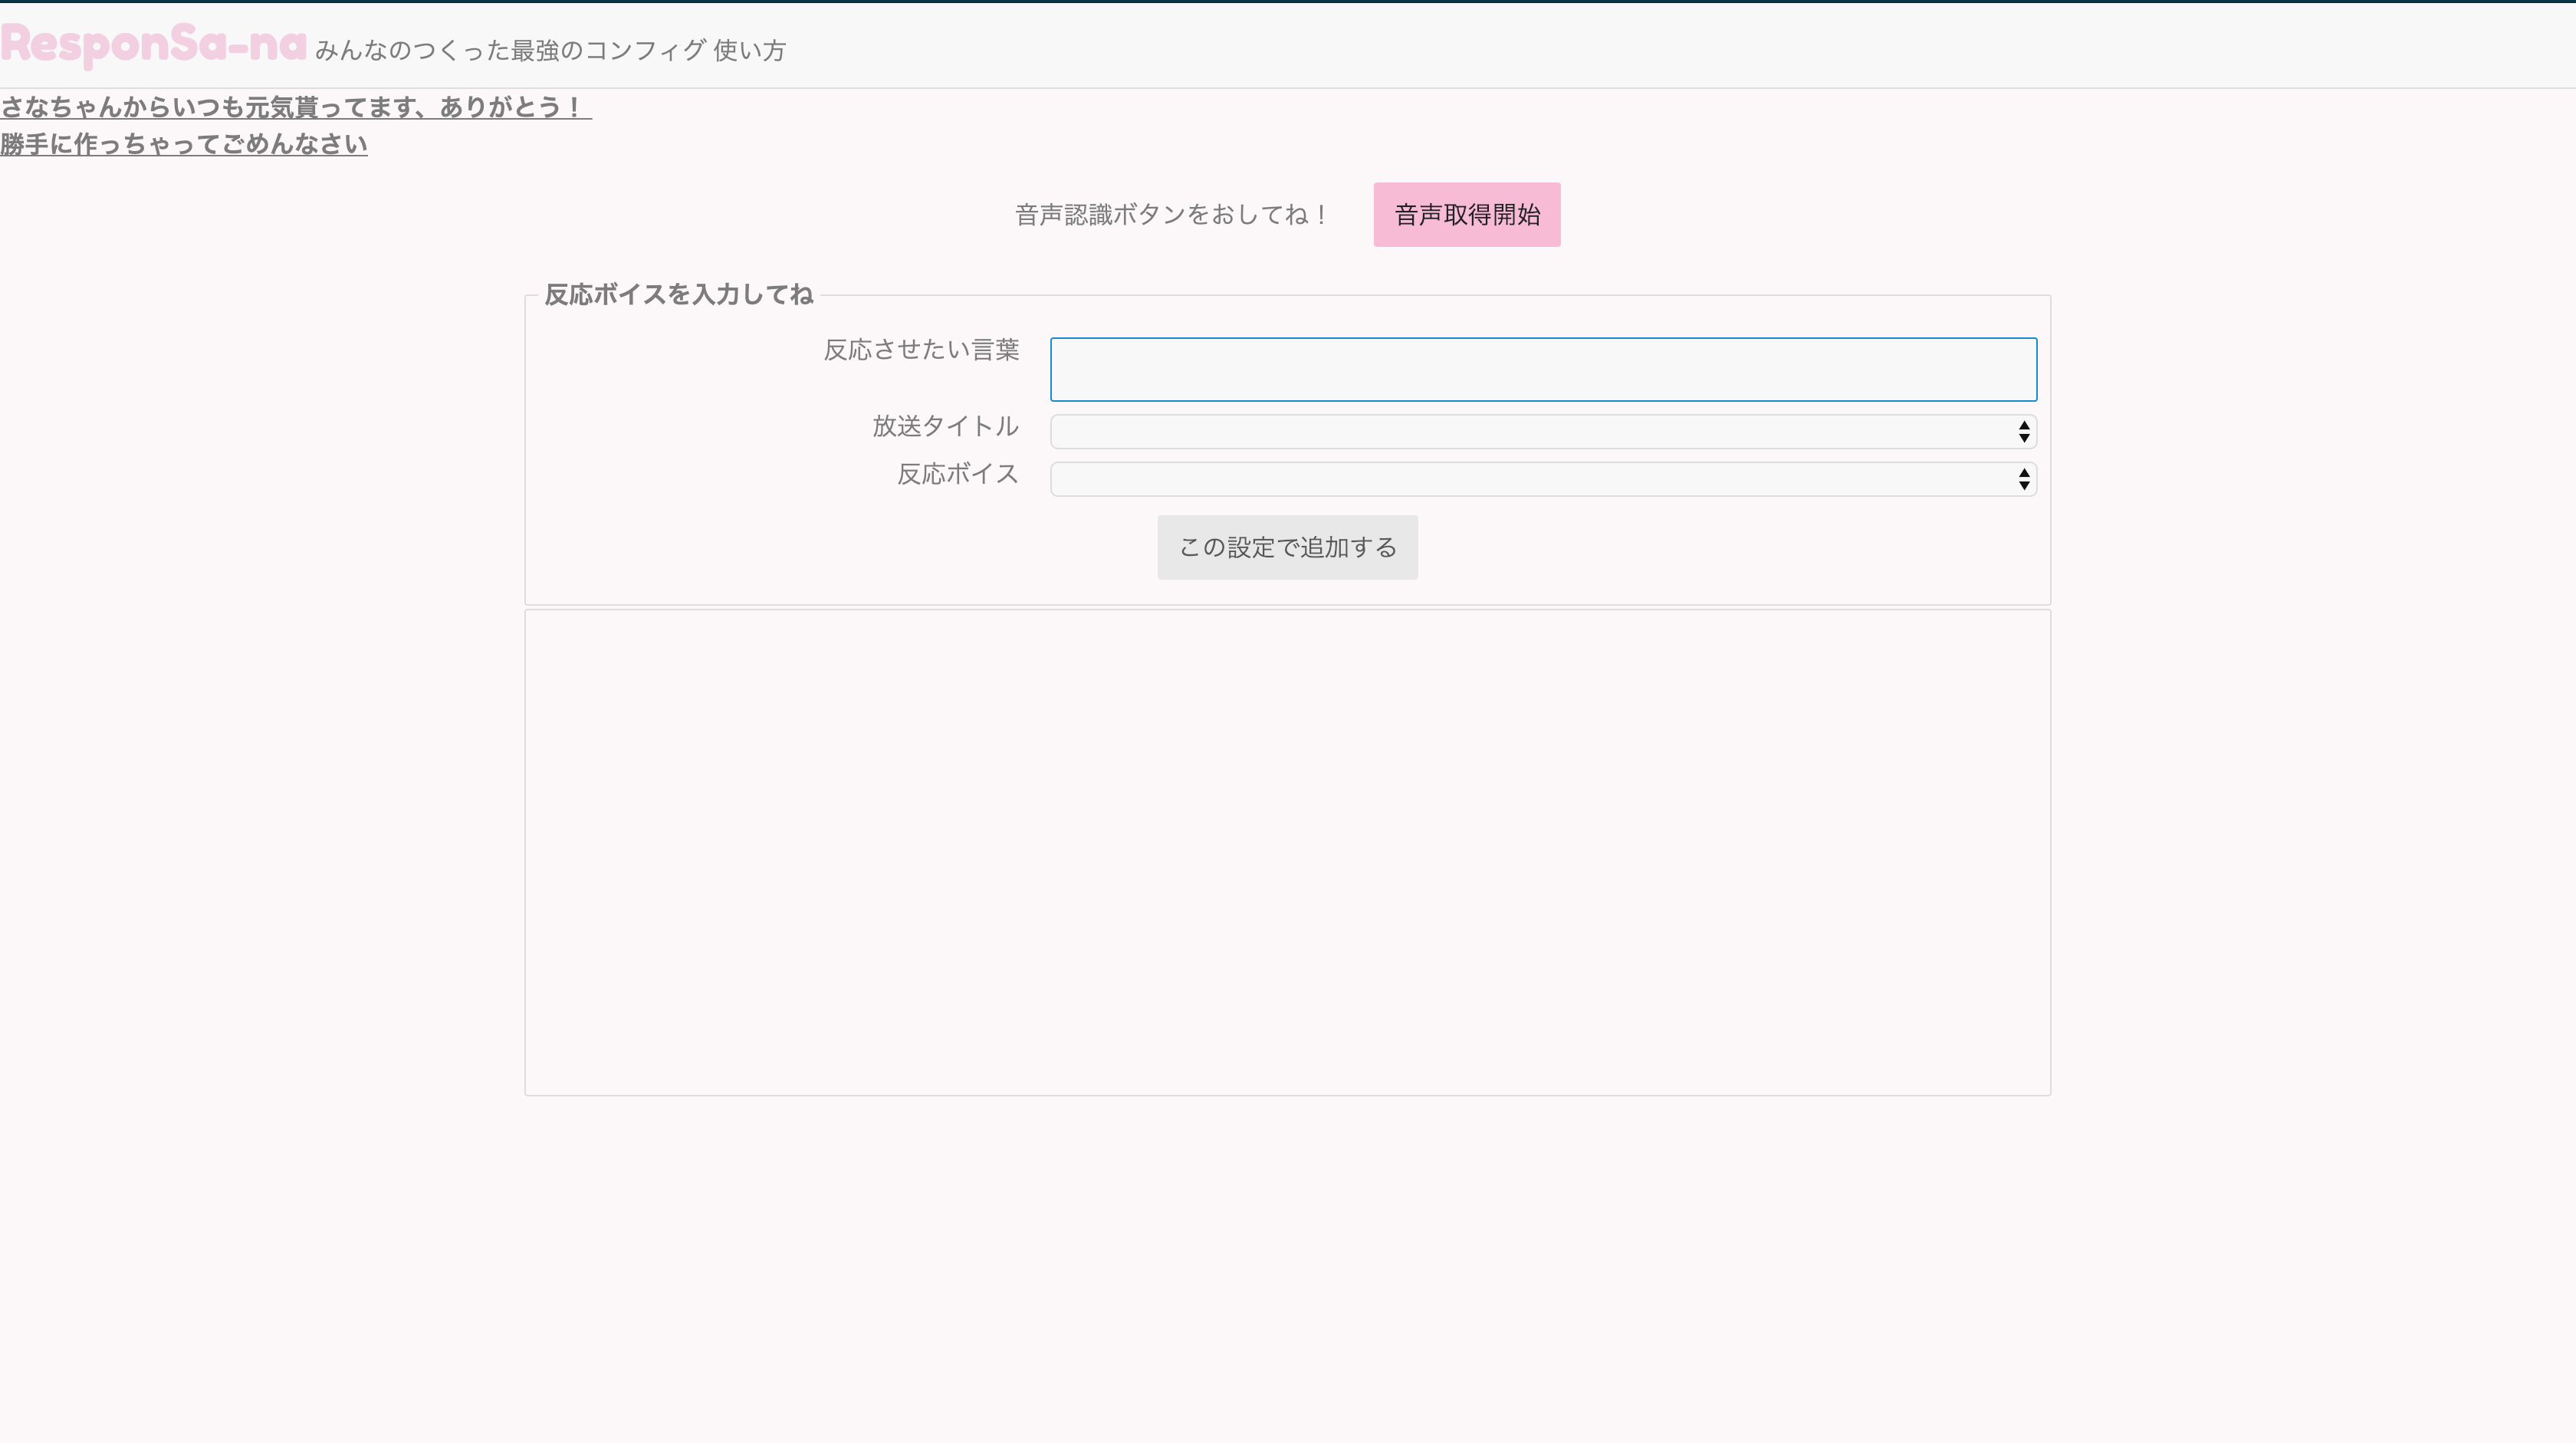 ResponSa-na みんなのつくった最強のコンフィグ 使い方
さなちゃんからいつも元気貰ってます、ありがとう！
勝手に作っちゃってごめんなさい
音声認識ボタンをおしてね！ 音声取得開始
反応ボイスを入力してね
反応させたい言葉
放送タイトル
反応ボイス
この設定で追加する